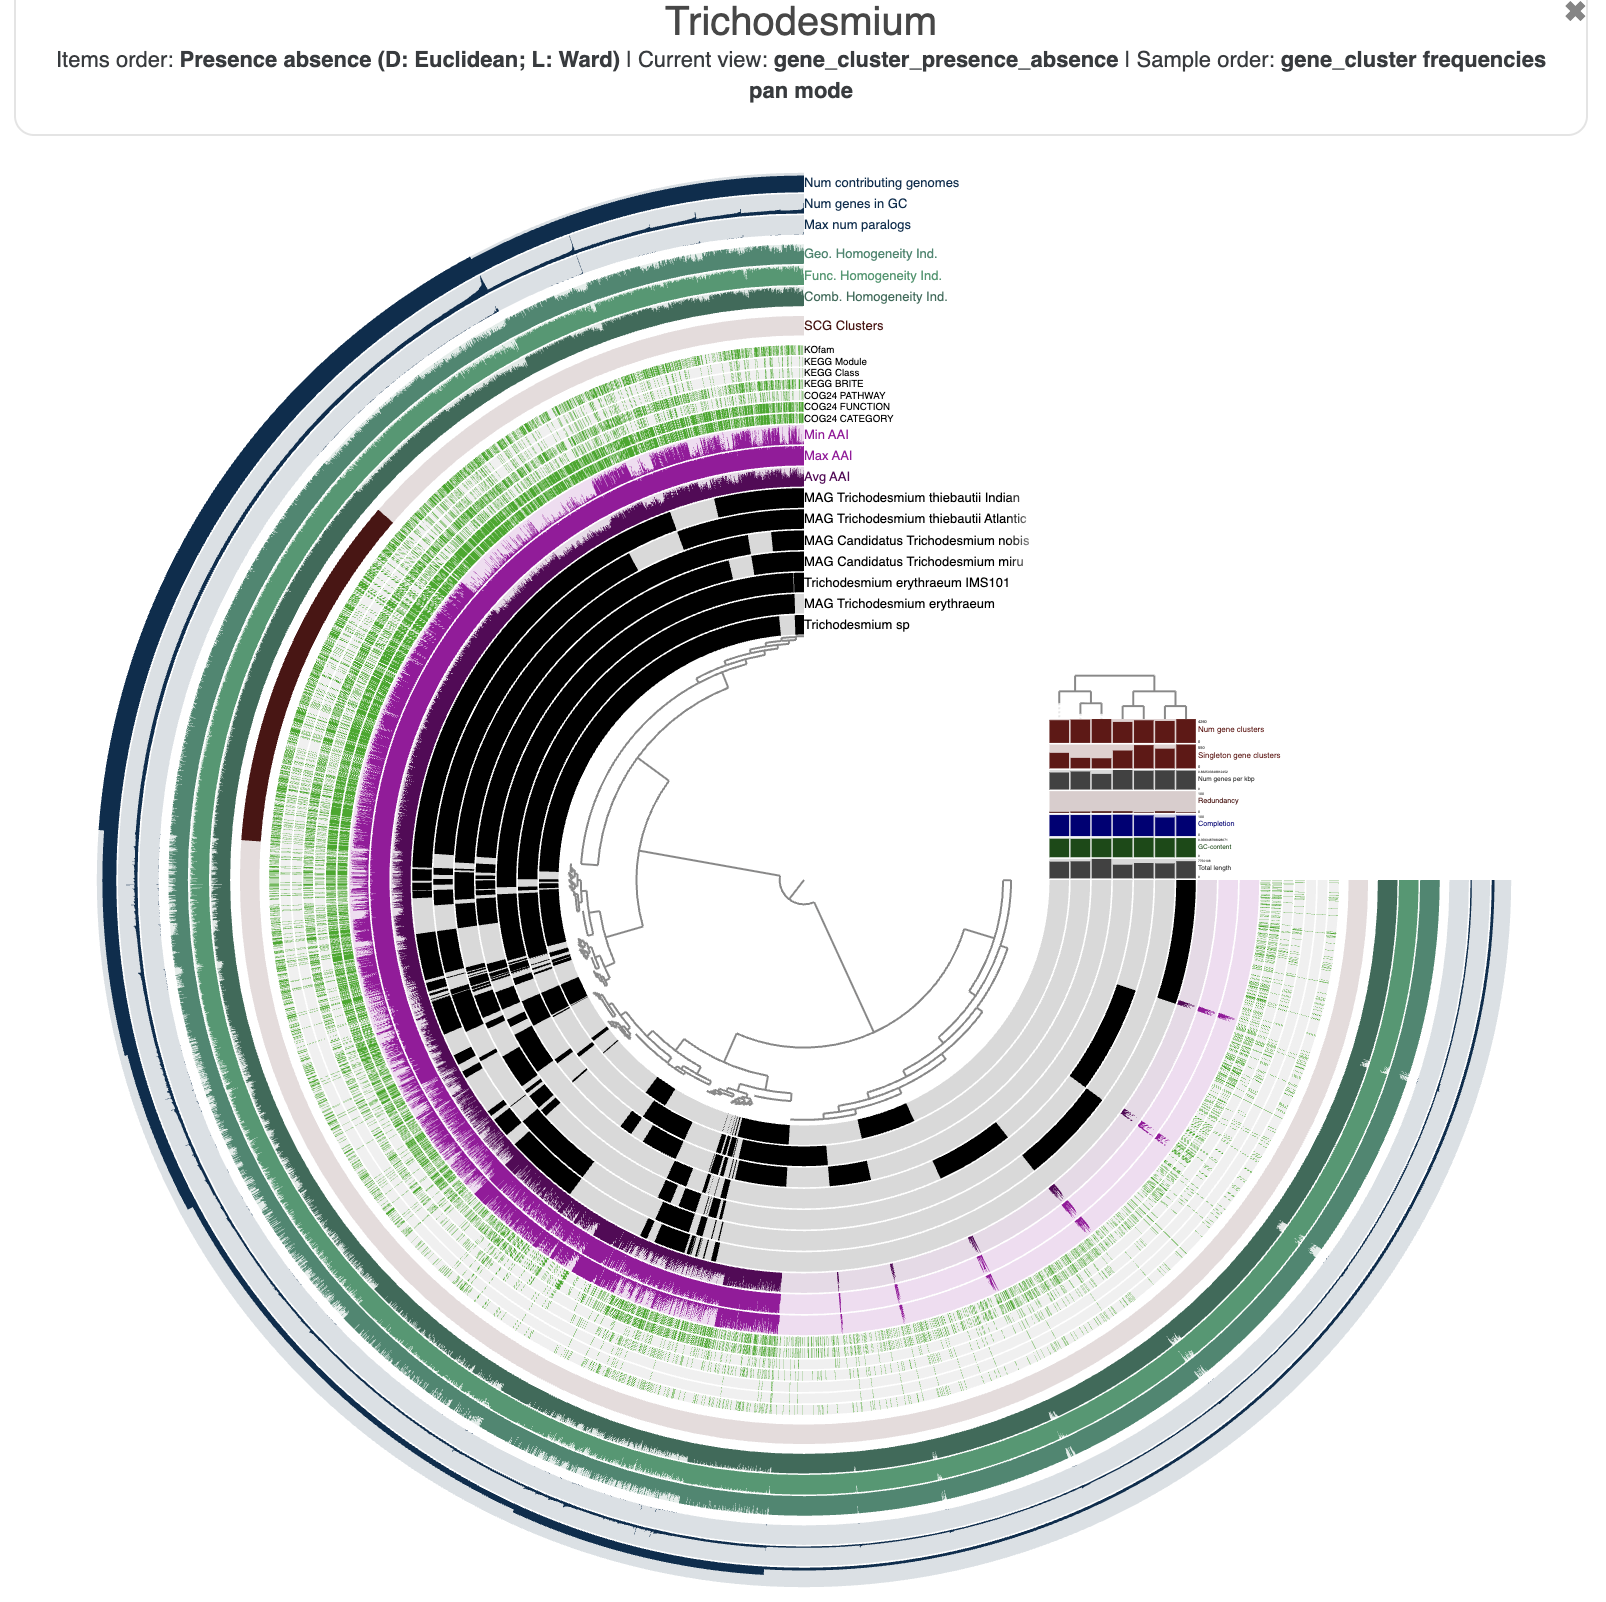 Trichodesmium
✖
Items order: Presence absence (D: Euclidean; L: Ward) | Current view: gene_cluster_presence_absence | Sample order: gene_cluster frequencies
pan mode
Num contributing genomes
Num genes in GC
Max num paralogs
Geo. Homogeneity Ind.
Func. Homogeneity Ind.
Comb. Homogeneity Ind.
SCG Clusters
KOfam
KEGG Module
KEGG Class
KEGG BRITE
COG24 PATHWAY
COG24 FUNCTION
COG24 CATEGORY
Min AAI
Max AAI
Avg AAI
MAG Trichodesmium thiebautii Indian
MAG Trichodesmium thiebautii Atlantic
MAG Candidatus Trichodesmium nobis
MAG Candidatus Trichodesmium miru
Trichodesmium erythraeum IMS101
MAG Trichodesmium erythraeum
Trichodesmium sp
Num gene clusters
Singleton gene clusters
Num genes per kbp
Redundancy
Completion
GC-content
Total length